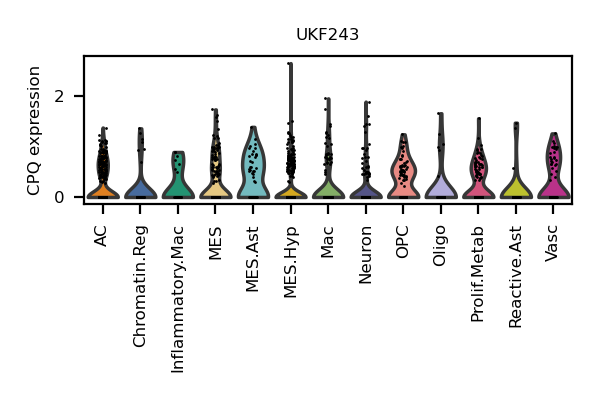 UKF243
CPQ expression
2
0
AC
Chromatin.Reg
Inflammatory.Mac
MES
MES.Ast
MES.Hyp
Mac
Neuron
OPC
Oligo
Prolif.Metab
Reactive.Ast
Vasc